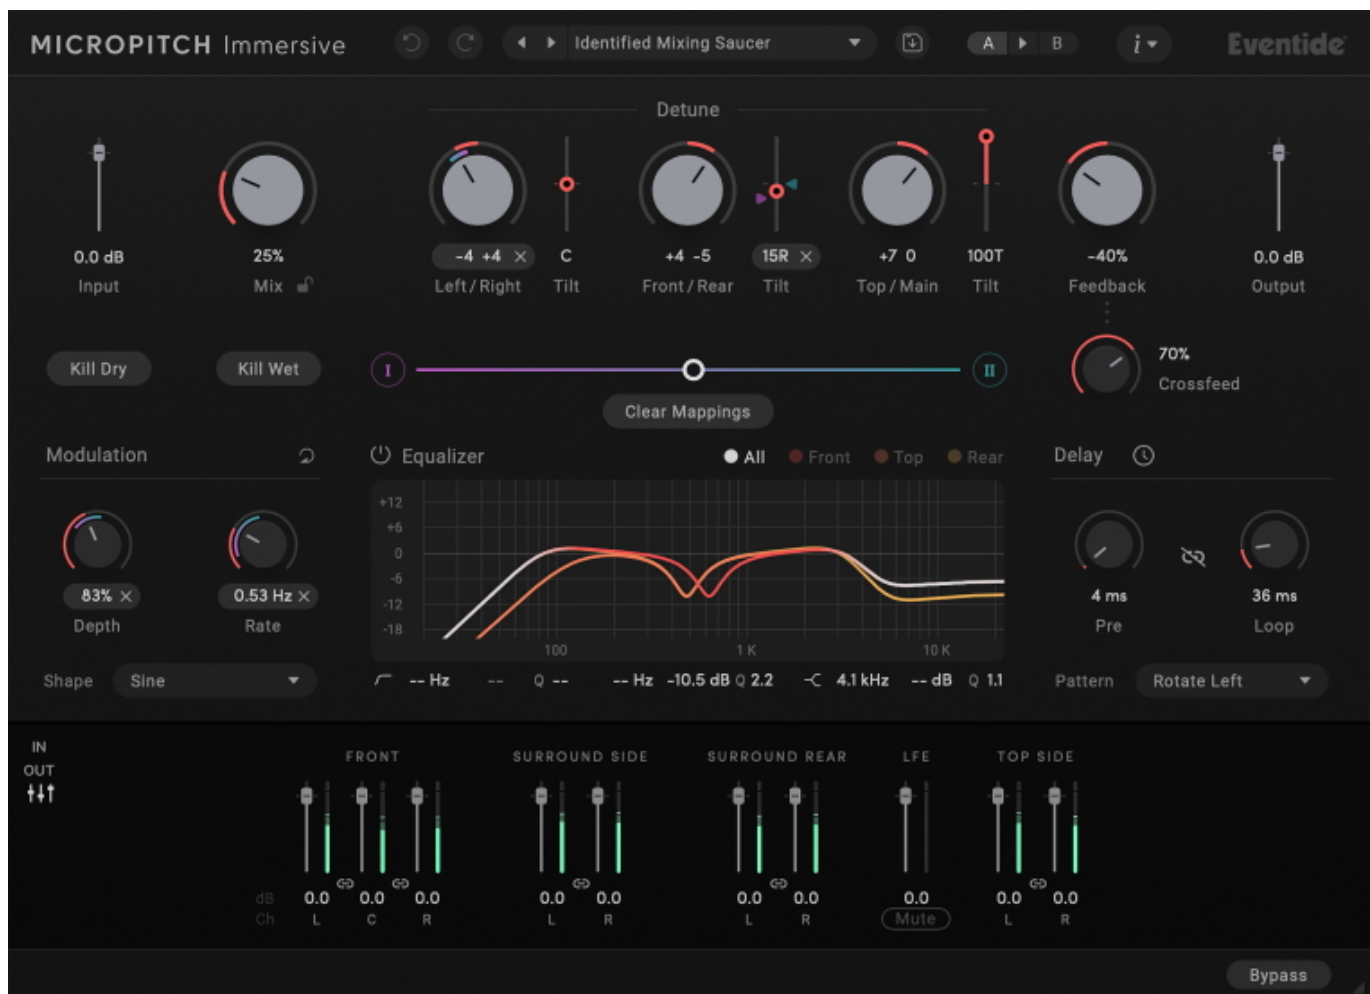 MICROPITCH Immersive
Identified Mixing Saucer
A B
i
Eventide
Detune
0.0 dB
Input
25%
Mix
-4 +4 ×
Left / Right
C
Tilt
+4 -5
Front / Rear
15R ×
Tilt
+7 0
Top / Main
100T
Tilt
-40%
Feedback
0.0 dB
Output
Kill Dry
Kill Wet
I
II
70%
Crossfeed
Clear Mappings
Modulation
Equalizer
All Front Top Rear
Delay
+12
+6
0
-6
-12
-18
100 1 K 10 K
83% ×
Depth
0.53 Hz ×
Rate
4 ms
Pre
36 ms
Loop
Shape Sine
-- Hz -- Q -- -- Hz -10.5 dB Q 2.2 4.1 kHz -- dB Q 1.1
Pattern Rotate Left
IN
OUT
FRONT SURROUND SIDE SURROUND REAR LFE TOP SIDE
dB 0.0 0.0 0.0 0.0 0.0 0.0 0.0 0.0 0.0 0.0
Ch L C R L R L R Mute L R
Bypass